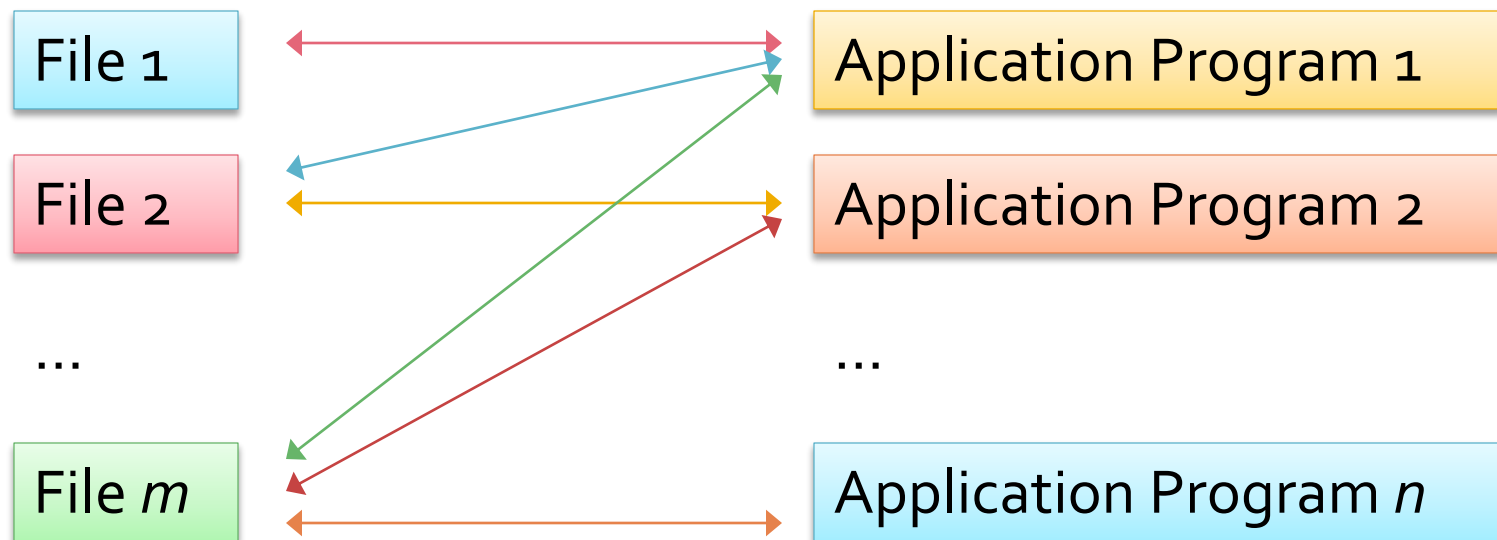 File 1
Application Program 1
File 2
Application Program 2
...
...
File m
Application Program n